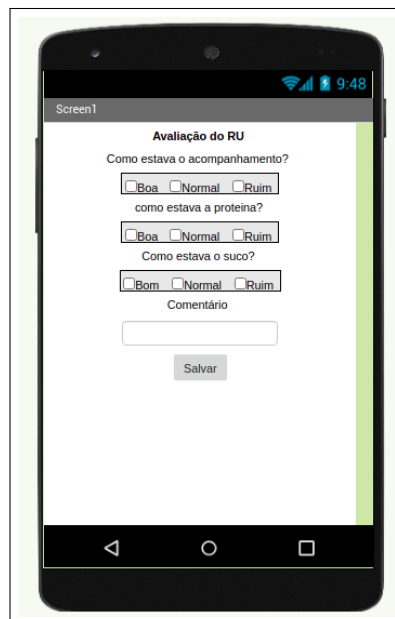 9:48
Screen1
Avaliação do RU
Como estava o acompanhamento?
Boa Normal Ruim
como estava a proteina?
Boa Normal Ruim
Como estava o suco?
Bom Normal Ruim
Comentário
Salvar